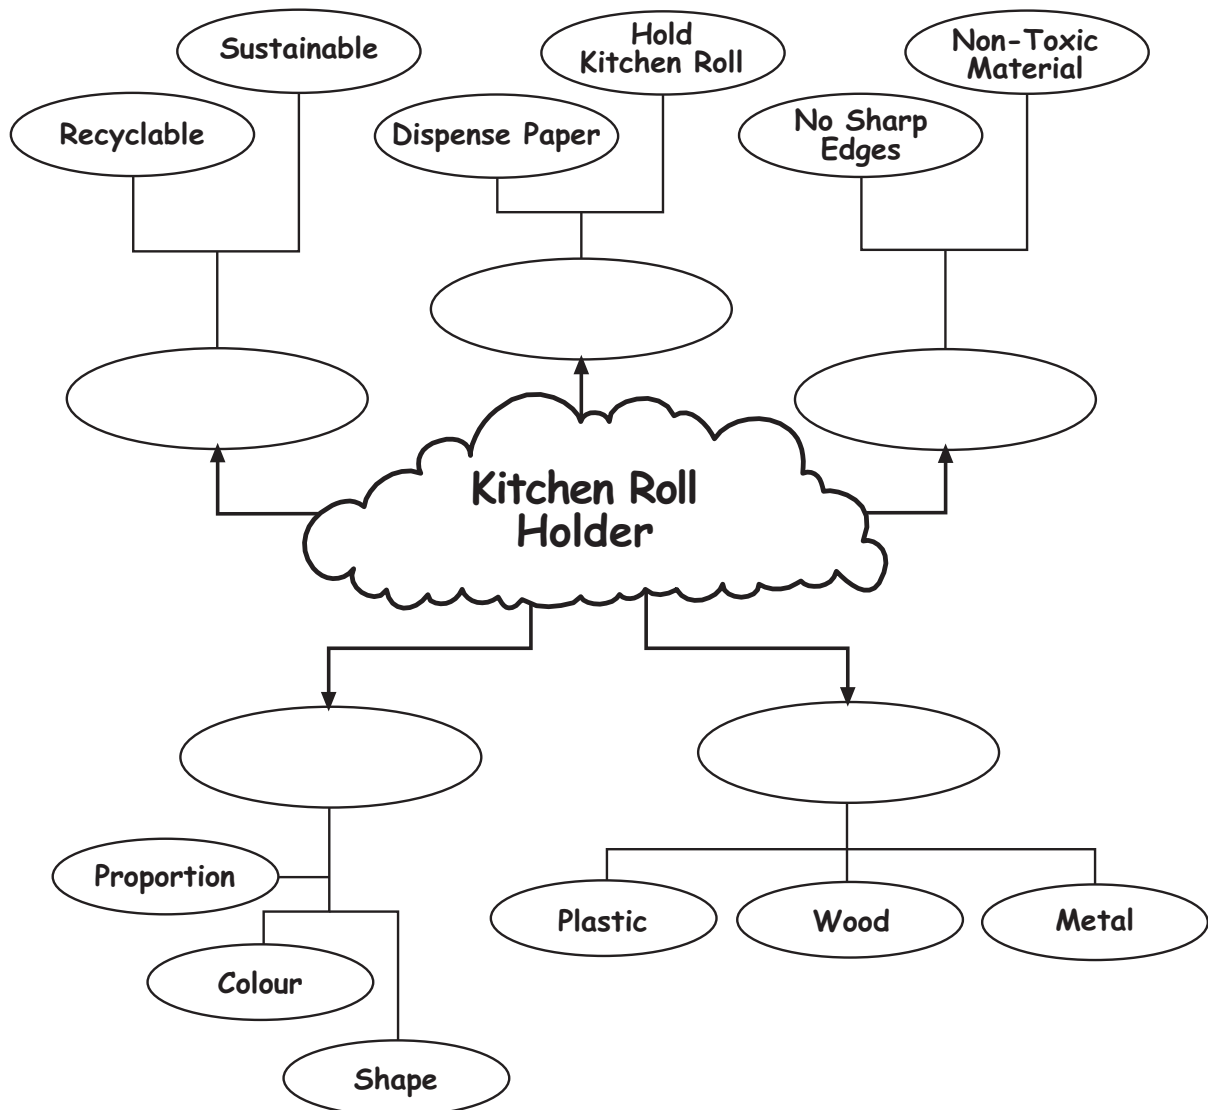 Sustainable
Hold
Kitchen Roll
Non-Toxic
Material
Recyclable
Dispense Paper
No Sharp
Edges
Kitchen Roll
Holder
Proportion
Colour
Shape
Plastic
Wood
Metal